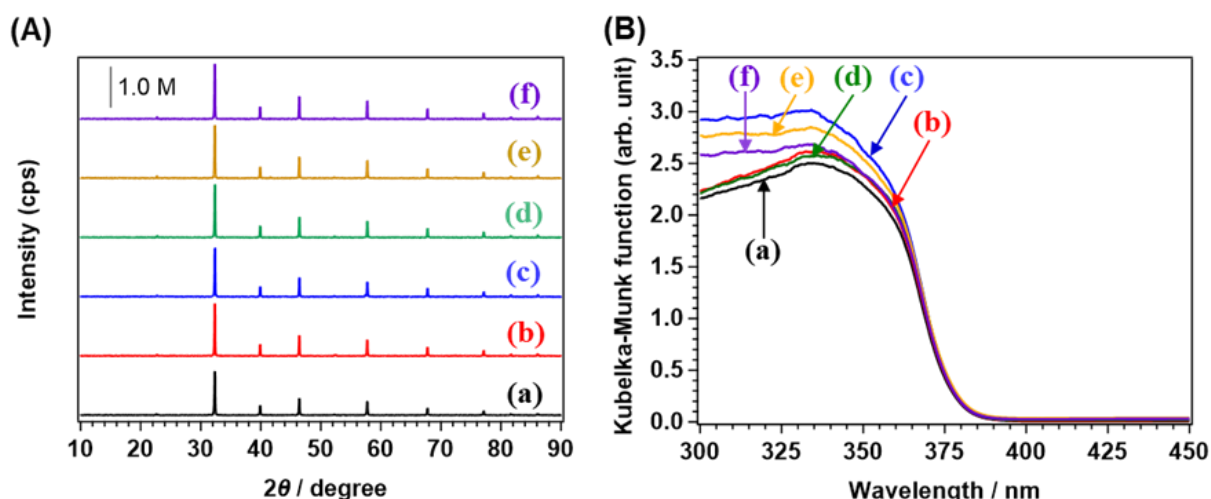 (A)
1.0 M
(f)
(e)
(d)
(c)
(b)
(a)
Intensity (cps)
10 20 30 40 50 60 70 80 90
2θ / degree
(B)
3.5
3.0
2.5
2.0
1.5
1.0
0.5
0.0
Kubelka-Munk function (arb. unit)
(f)
(e)
(d)
(c)
(b)
(a)
300 325 350 375 400 425 450
Wavelength / nm